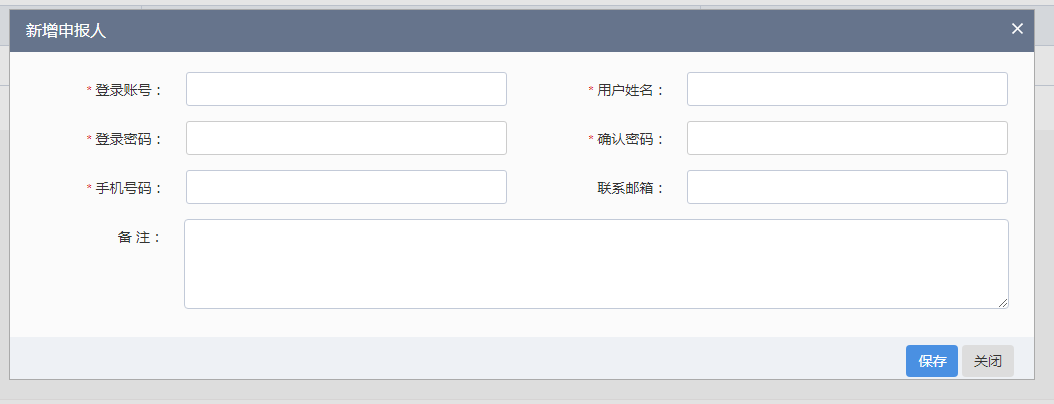 新增申报人
* 登录账号： * 用户姓名：
* 登录密码： * 确认密码：
* 手机号码： 联系邮箱：
备 注：
保存 关闭